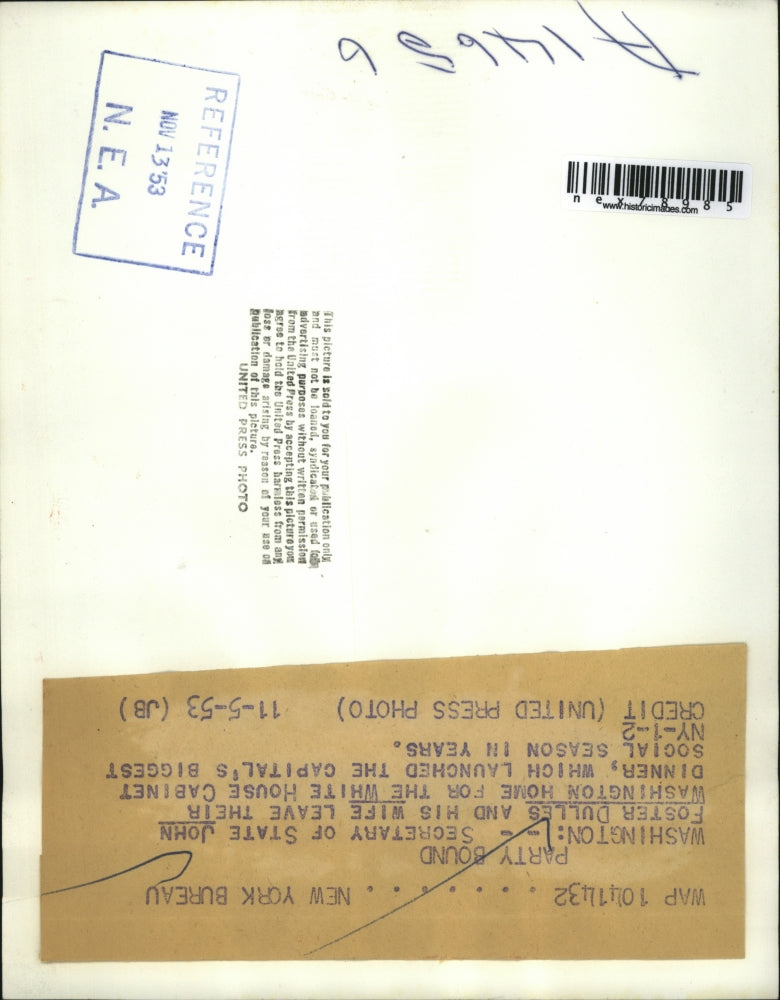 REFERENCE
NOV 13 '53
N.E.A.
www.historicimages.com
This picture is sold to you for your publication only
and must not be loaned, syndicated or used for
advertising purposes without written permission
from the United Press by accepting this picture you
agree to hold the United Press harmless from any
loss or damage arising by reason of your use of
publication of this picture.
UNITED PRESS PHOTO
WAP 1041432 . . . . . . . . NEW YORK BUREAU
PARTY BOUND
WASHINGTON: - - SECRETARY OF STATE JOHN
FOSTER DULLES AND HIS WIFE LEAVE THEIR
WASHINGTON HOME FOR THE WHITE HOUSE CABINET
DINNER, WHICH LAUNCHED THE CAPITAL'S BIGGEST
SOCIAL SEASON IN YEARS.
NY-1-2
CREDIT (UNITED PRESS PHOTO) 11-5-53 (JB)